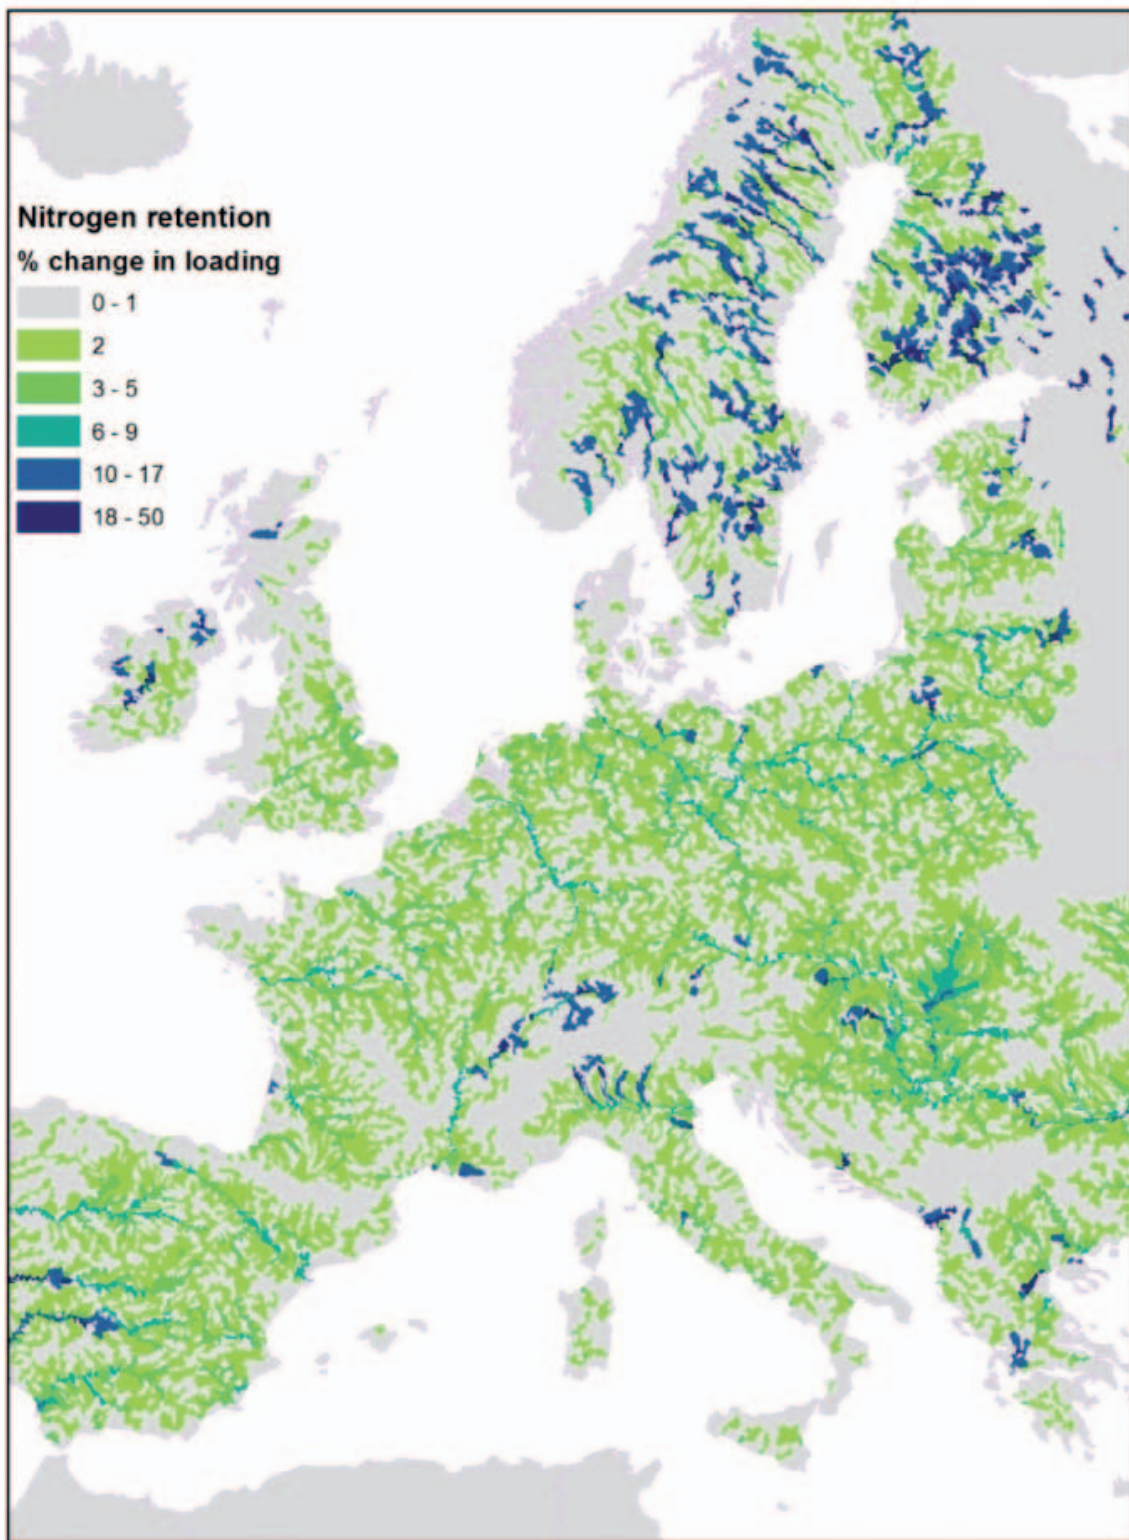 Nitrogen retention
% change in loading
0 - 1
2
3 - 5
6 - 9
10 - 17
18 - 50